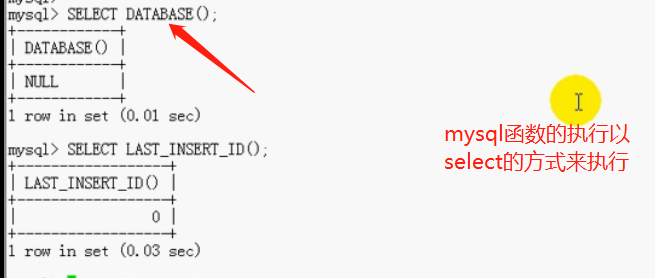 mysql> SELECT DATABASE();
+------------+
| DATABASE() |
+------------+
| NULL       |
+------------+
1 row in set (0.01 sec)
mysql> SELECT LAST_INSERT_ID();
+------------------+
| LAST_INSERT_ID() |
+------------------+
|                0 |
+------------------+
1 row in set (0.03 sec)
mysql函数的执行以
select的方式来执行